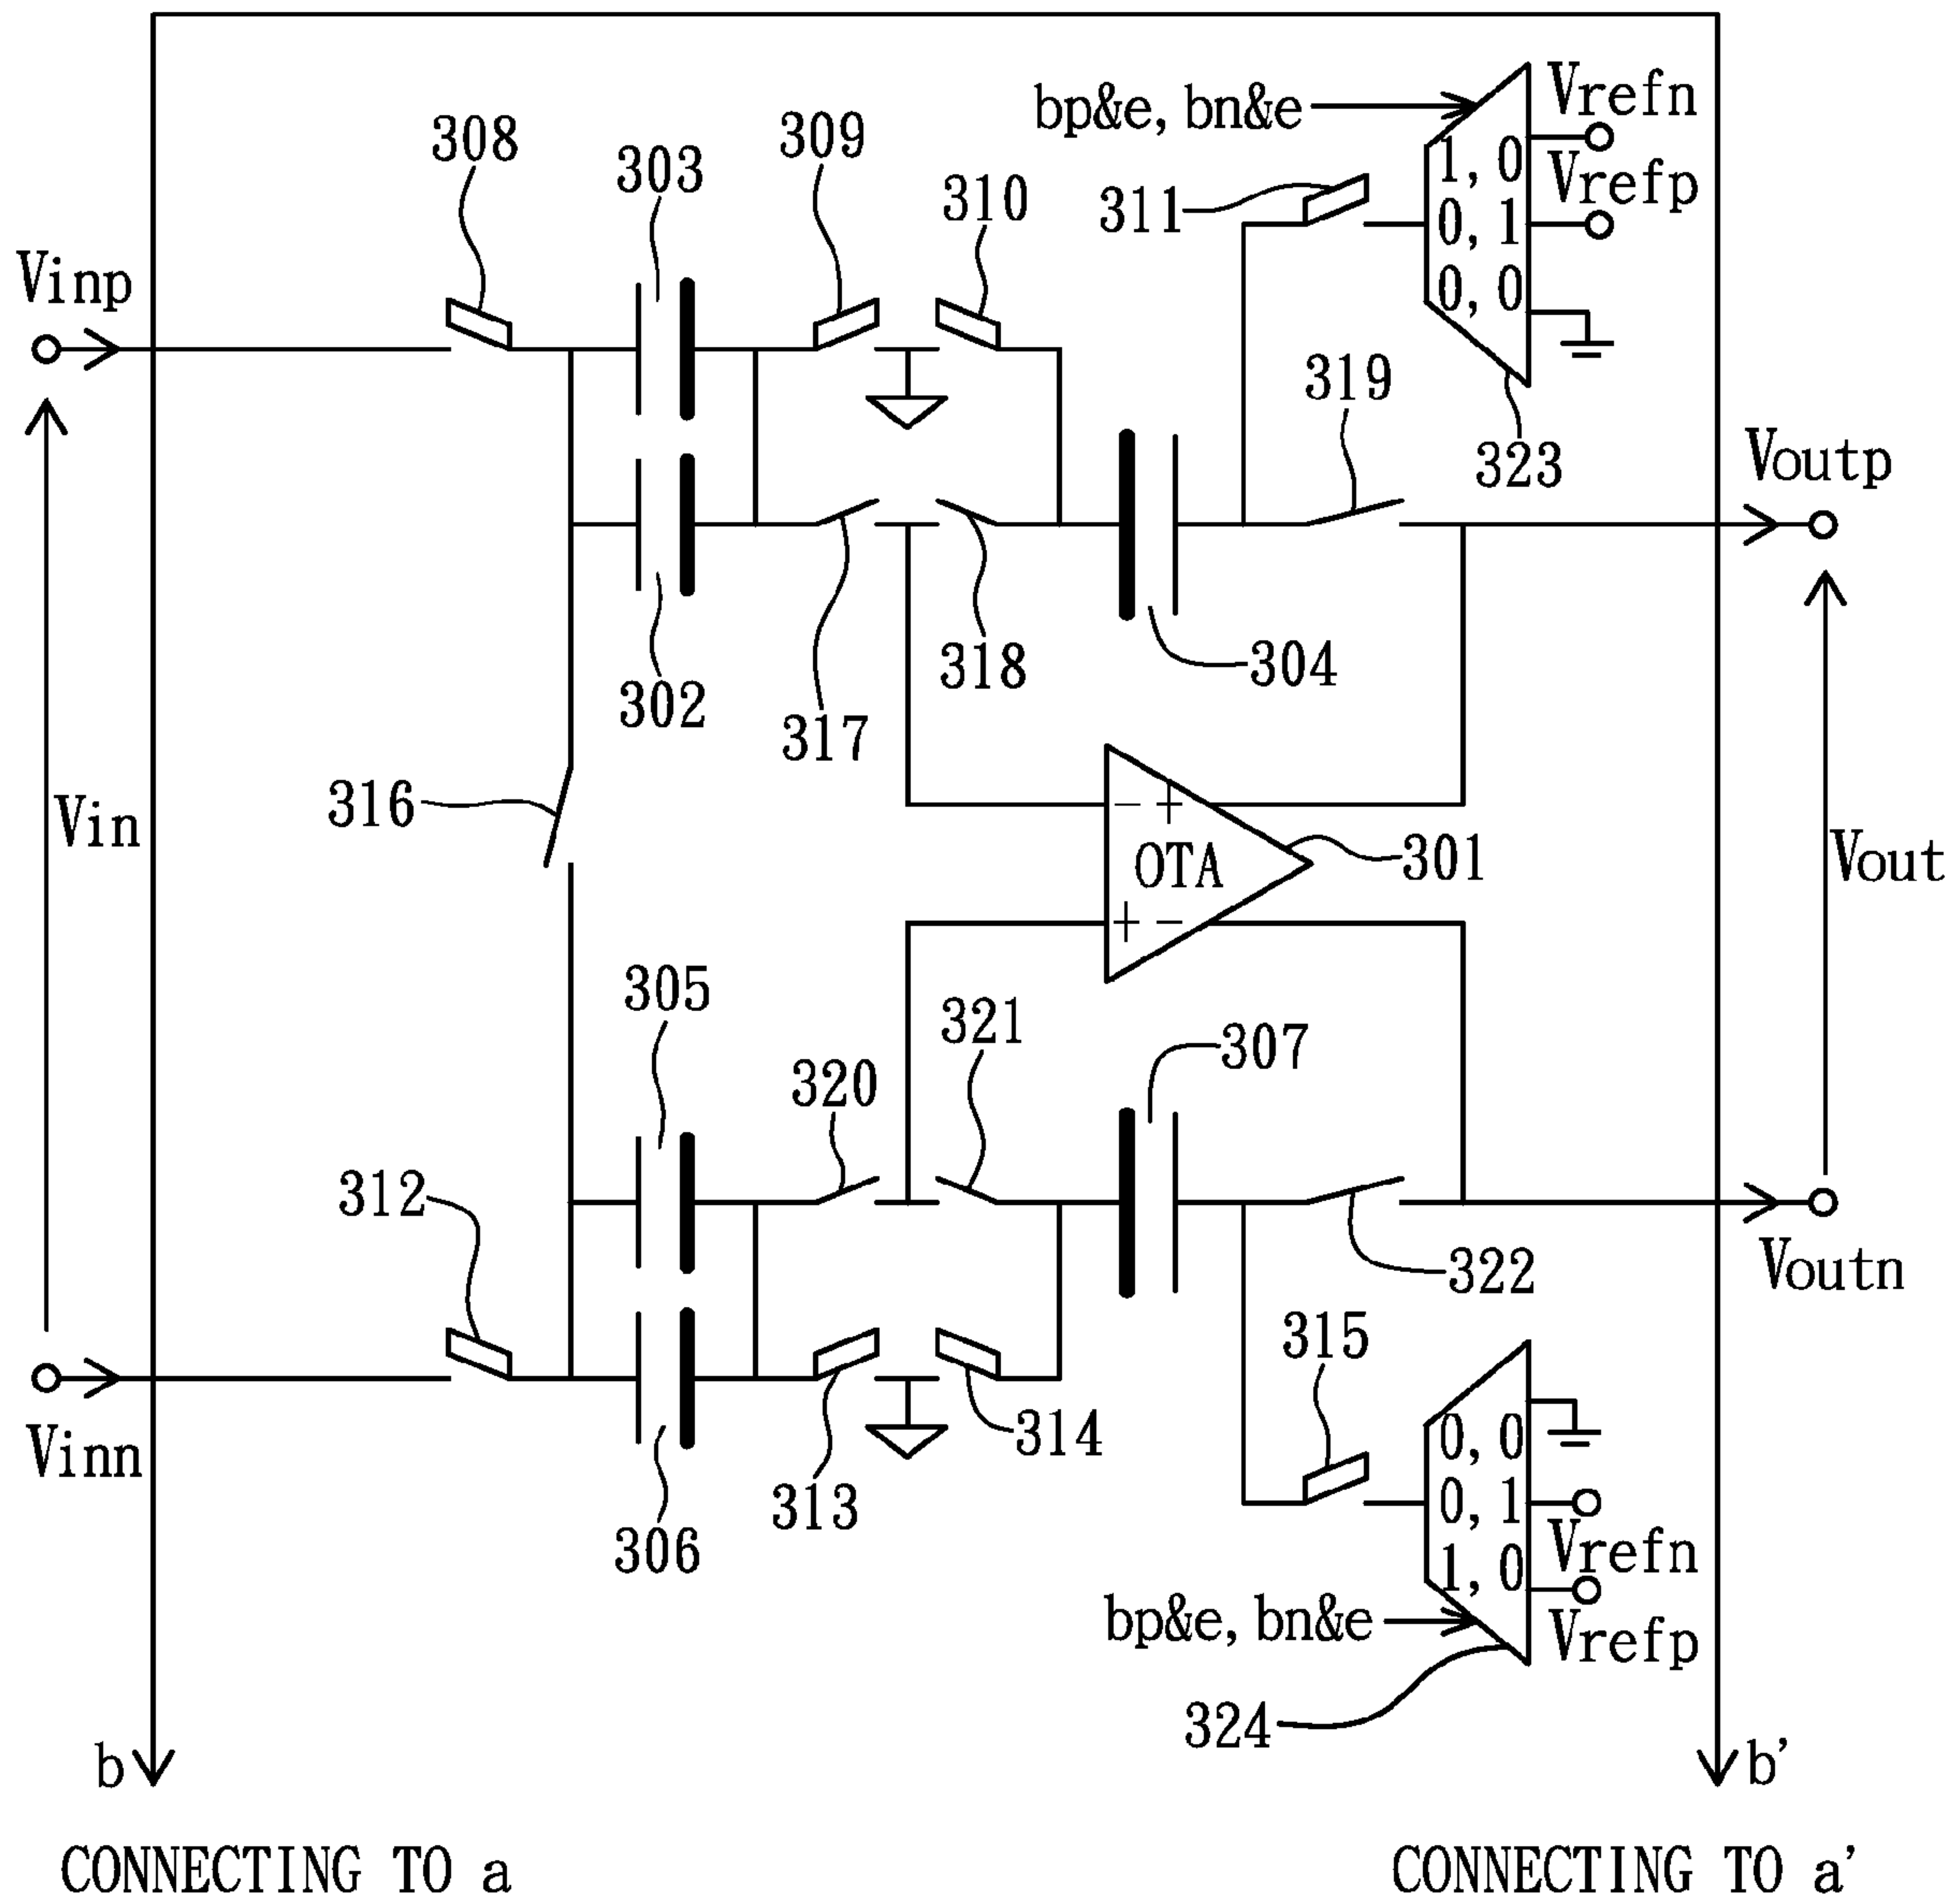 bp&e, bn&e
Vrefn
308
309
303
310
311
1, 0
Vrefp
0, 1
Vinp
0, 0
319
323
Voutp
304
302
318
317
316
Vin
- +
OTA
301
Vout
+ -
305
321
307
320
312
322
Voutn
315
Vinn
313
314
0, 0
0, 1
306
Vrefn
1, 0
bp&e, bn&e
Vrefp
324
b
b'
CONNECTING TO a
CONNECTING TO a'